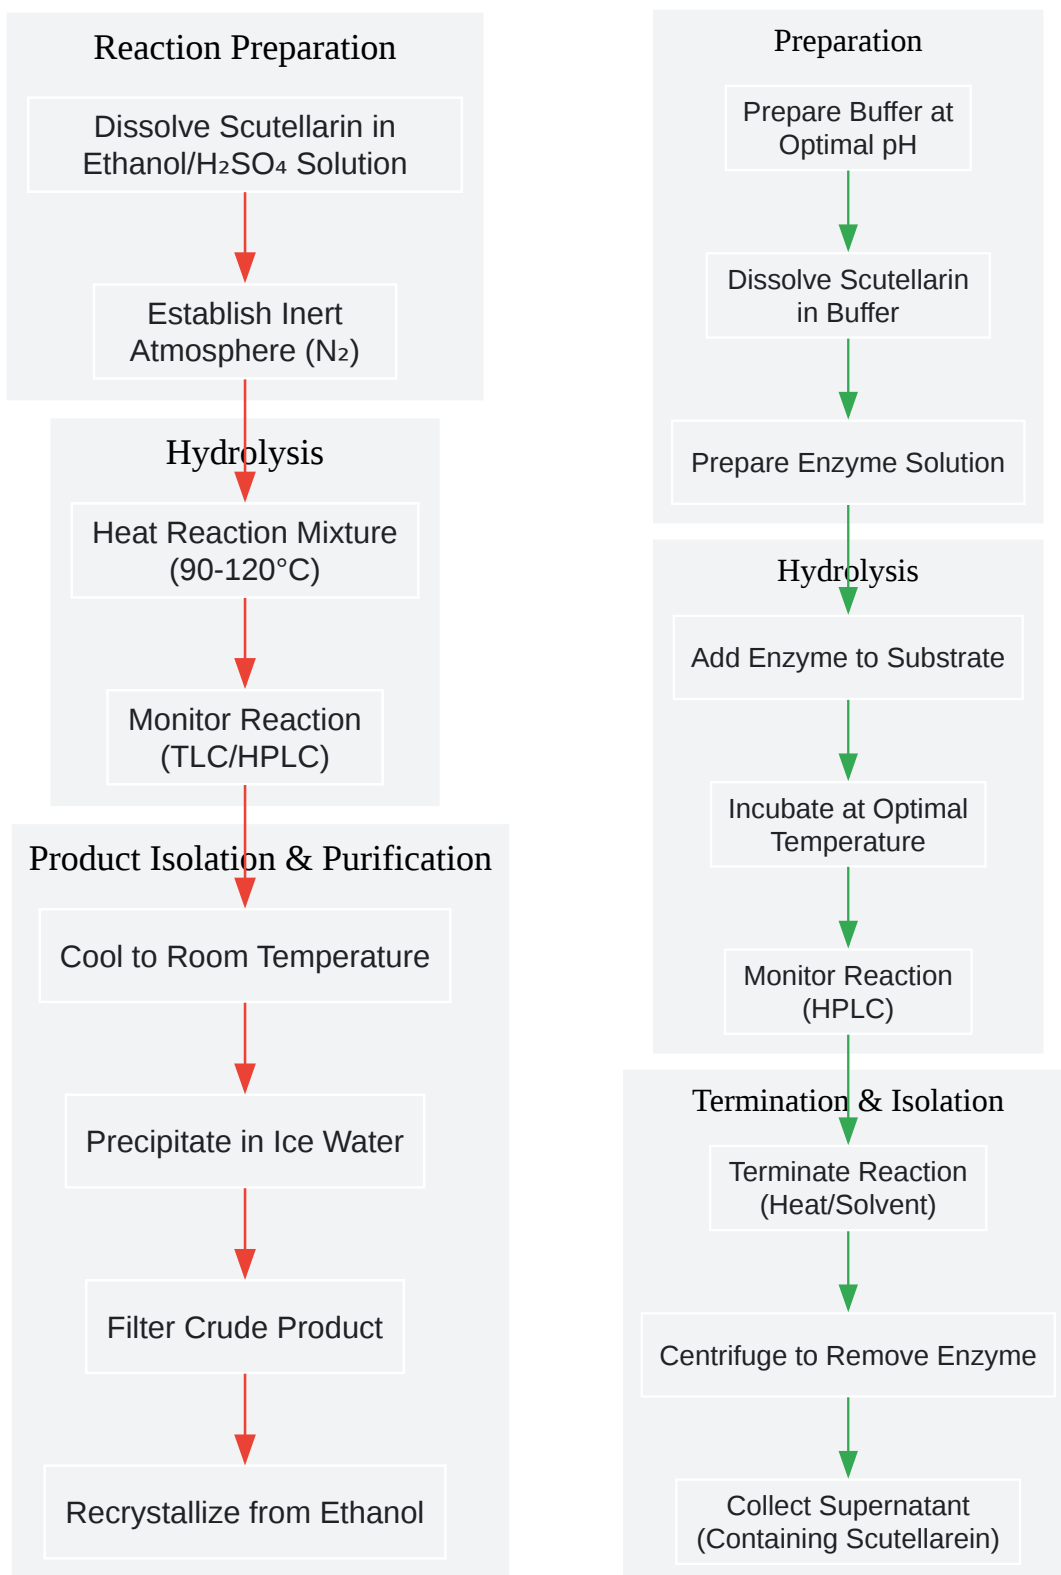 Reaction Preparation
Dissolve Scutellarin in
Ethanol/H₂SO₄ Solution
Establish Inert
Atmosphere (N₂)
Hydrolysis
Heat Reaction Mixture
(90-120°C)
Monitor Reaction
(TLC/HPLC)
Product Isolation & Purification
Cool to Room Temperature
Precipitate in Ice Water
Filter Crude Product
Recrystallize from Ethanol
Preparation
Prepare Buffer at
Optimal pH
Dissolve Scutellarin
in Buffer
Prepare Enzyme Solution
Hydrolysis
Add Enzyme to Substrate
Incubate at Optimal
Temperature
Monitor Reaction
(HPLC)
Termination & Isolation
Terminate Reaction
(Heat/Solvent)
Centrifuge to Remove Enzyme
Collect Supernatant
(Containing Scutellarein)